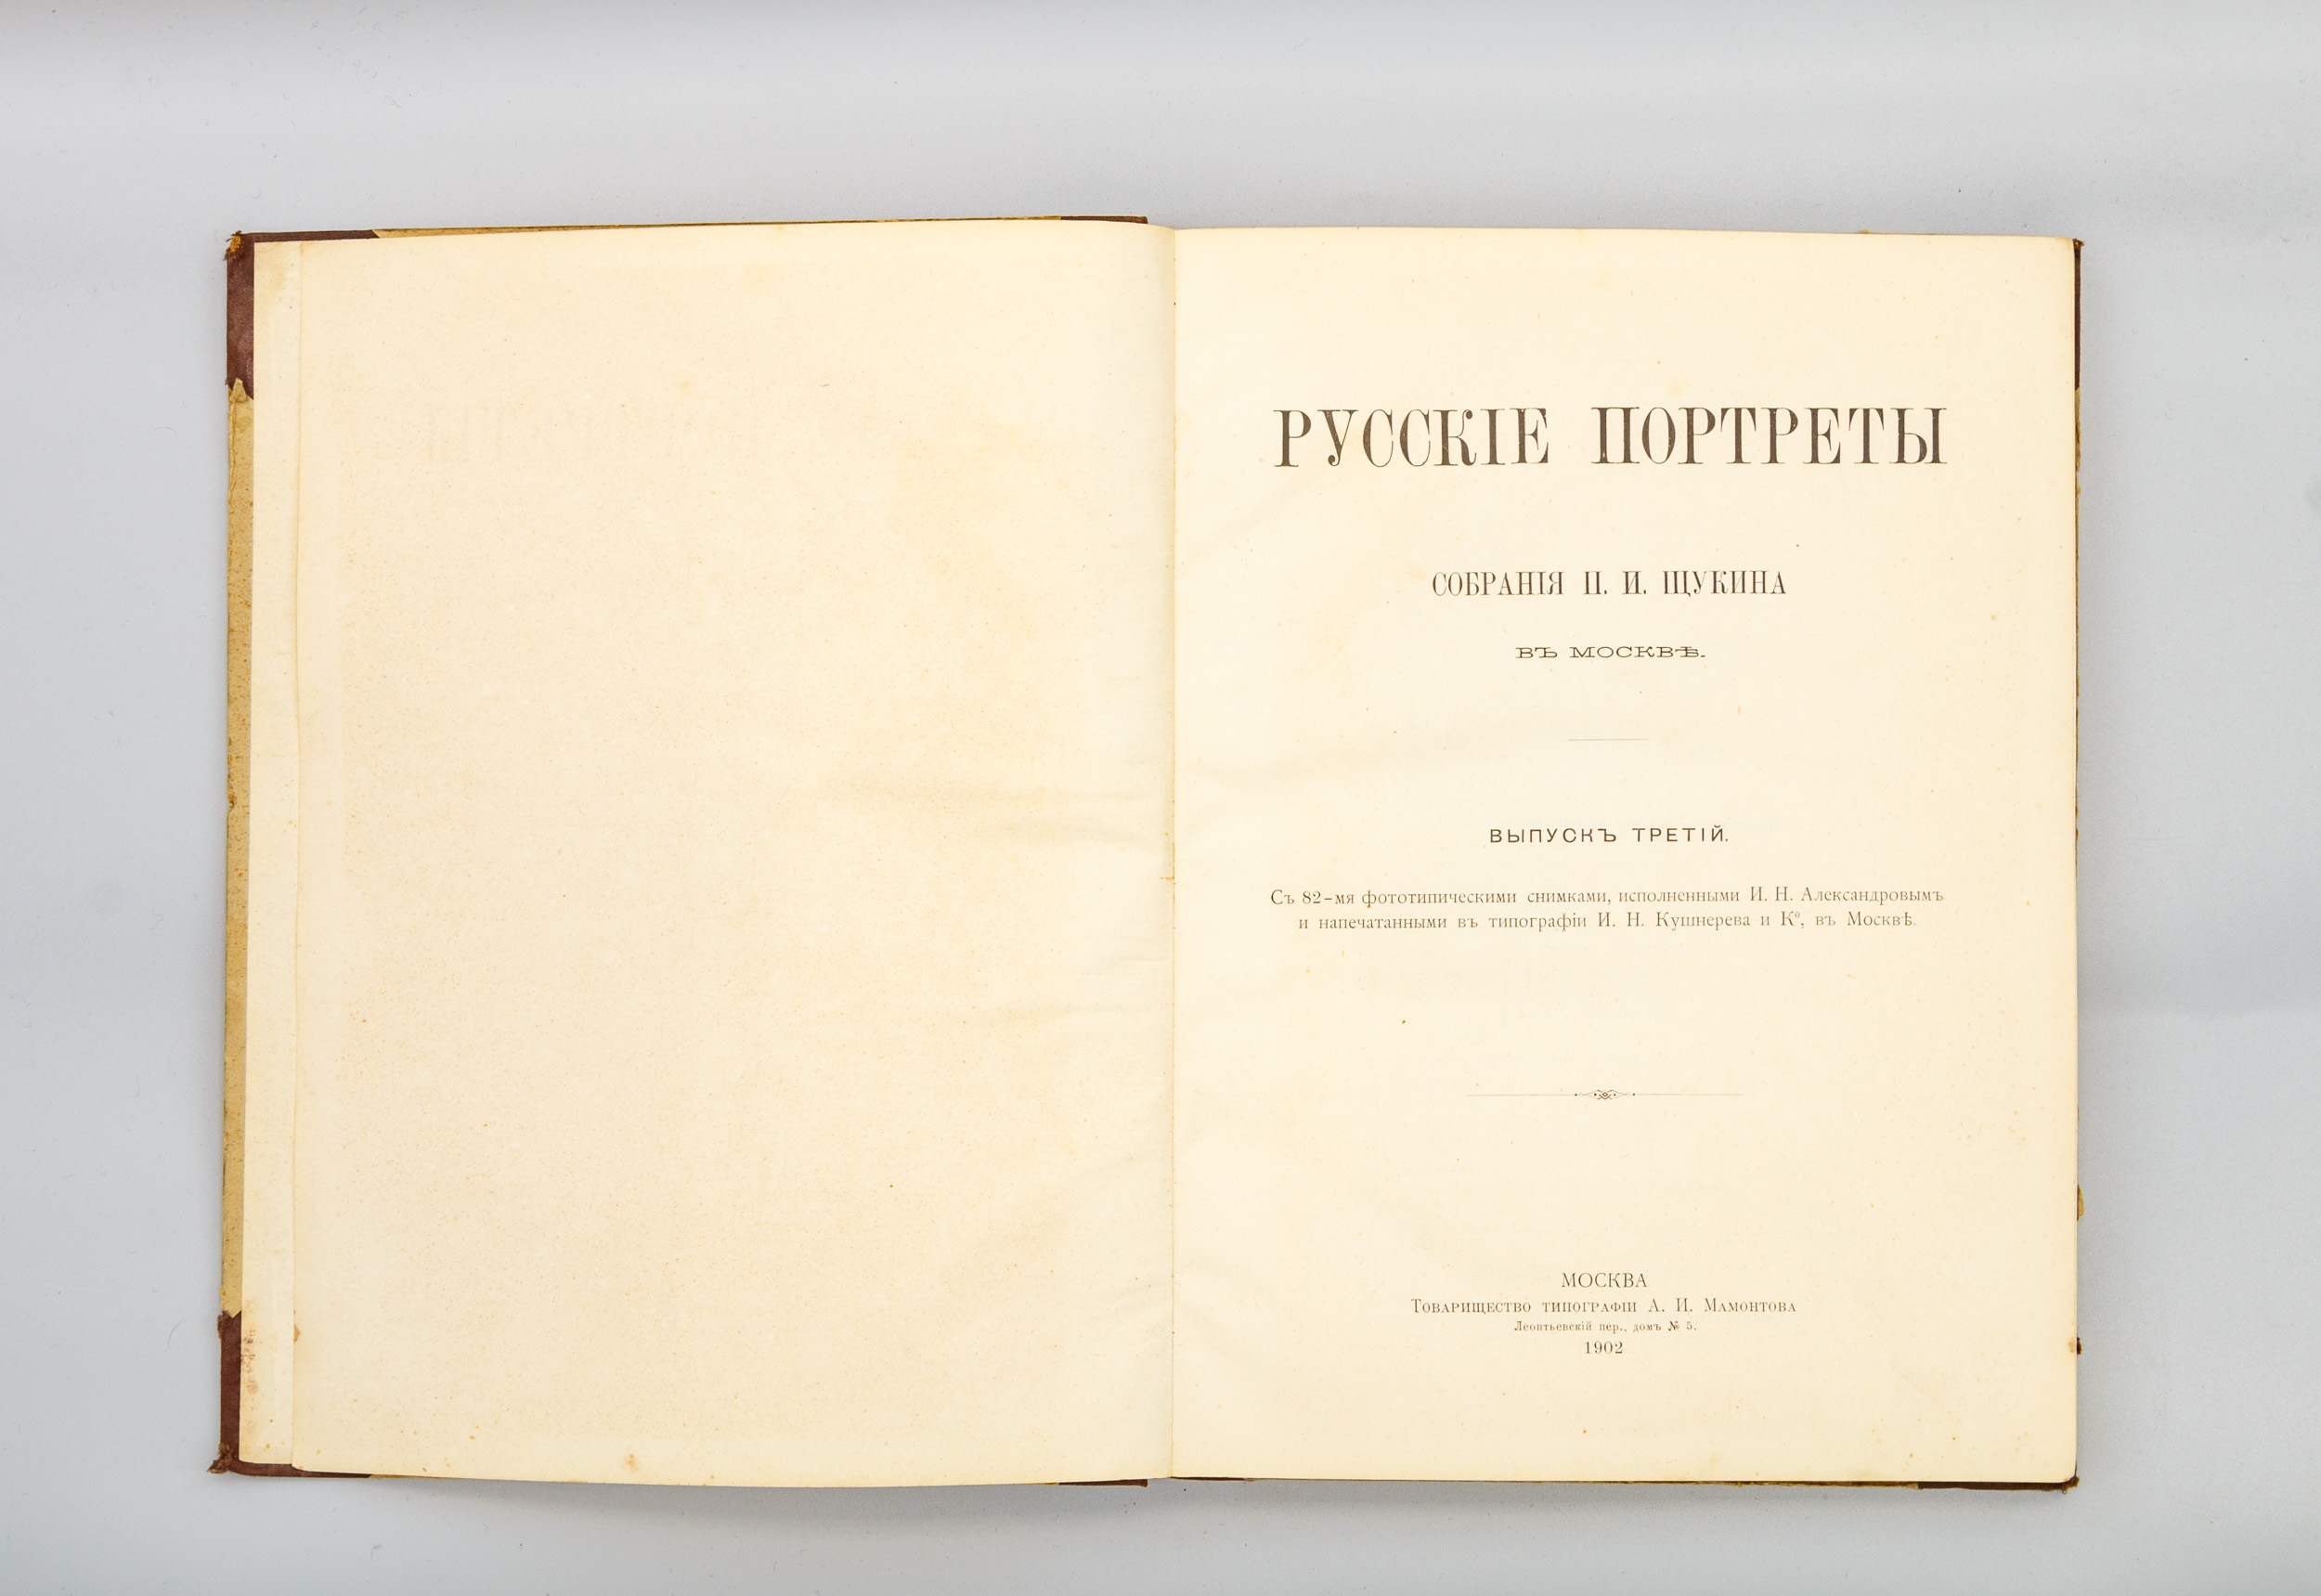 РУССКІЕ ПОРТРЕТЫ
СОБРАНІЯ П. И. ЩУКИНА
ВЪ МОСКВѢ.
ВЫПУСКЪ ТРЕТІЙ.
Съ 82-мя фототипическими снимками, исполненными И. Н. Александровымъ
и напечатанными въ типографіи И. Н. Кушнерева и Кº, въ Москвѣ.
МОСКВА
Товарищество типографіи А. И. Мамонтова
Леонтьевскій пер., домъ № 5.
1902